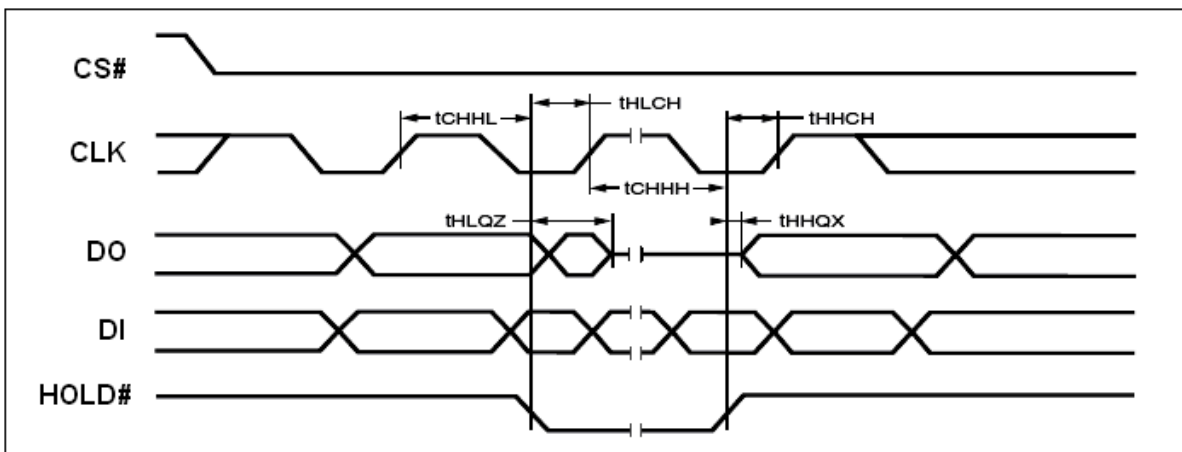 CS#
tCHHL
tHLCH
tHHCH
CLK
tCHHH
tHLQZ
tHHQX
DO
DI
HOLD#